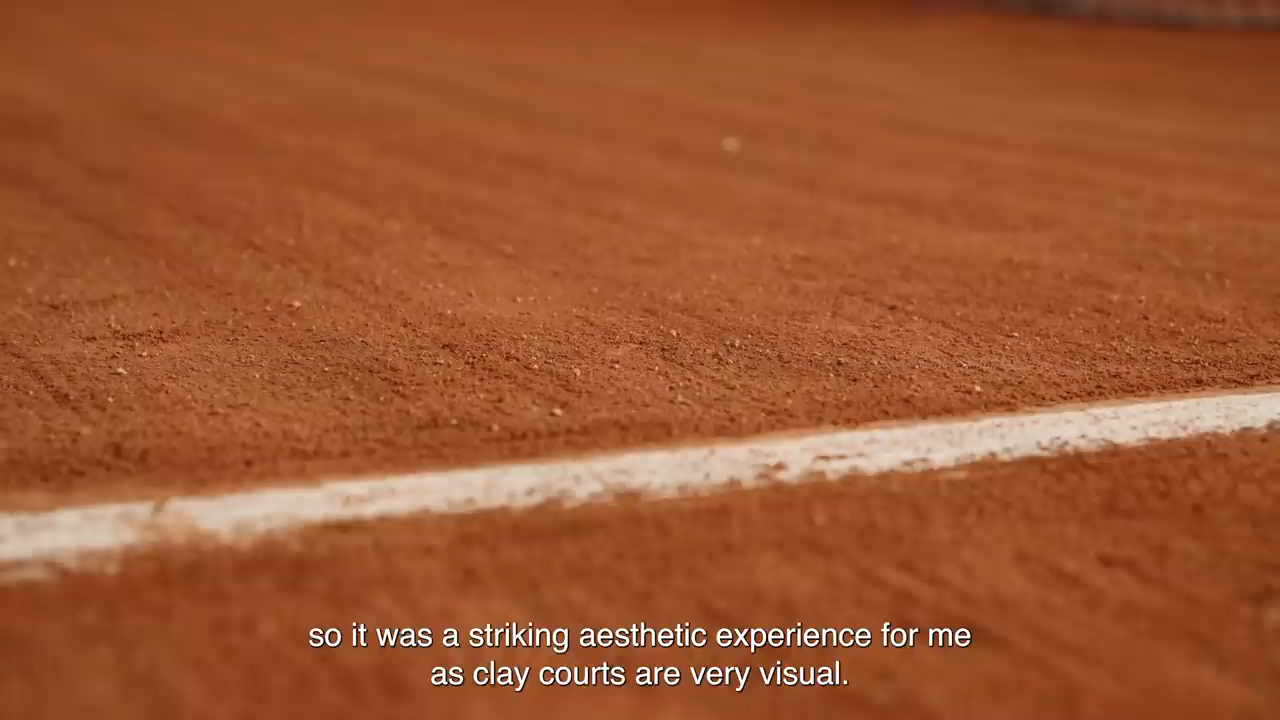 so it was a striking aesthetic experience for me
as clay courts are very visual.